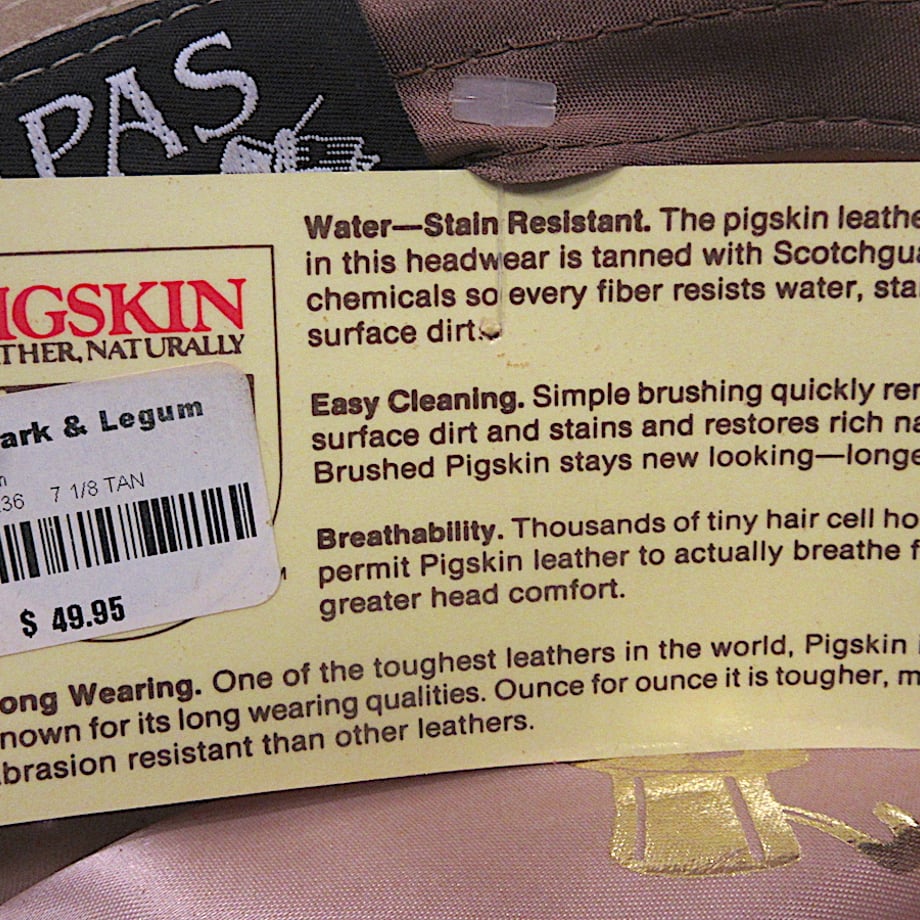 PAS
Water—Stain Resistant. The pigskin leathe
in this headwear is tanned with Scotchgua
chemicals so every fiber resists water, sta
surface dirt.
IGSKIN
THER, NATURALLY
Easy Cleaning. Simple brushing quickly rem
surface dirt and stains and restores rich na
Brushed Pigskin stays new looking—longe
ark & Legum
n
36 7 1/8 TAN
$ 49.95
Breathability. Thousands of tiny hair cell ho
permit Pigskin leather to actually breathe f
greater head comfort.
ong Wearing. One of the toughest leathers in the world, Pigskin
nown for its long wearing qualities. Ounce for ounce it is tougher, m
brasion resistant than other leathers.